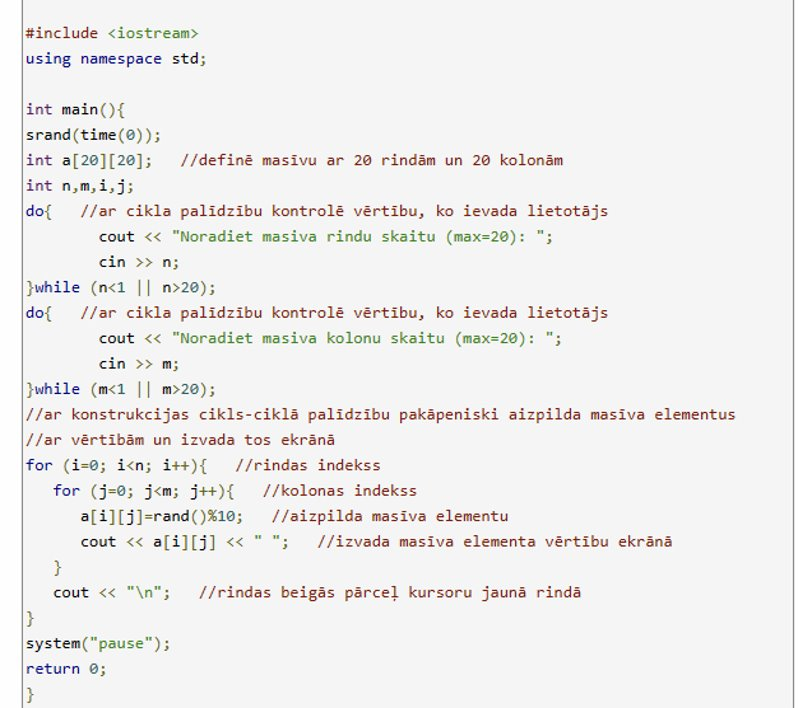 #include <iostream>
using namespace std;
int main(){
srand(time(0));
int a[20][20];   //definē masīvu ar 20 rindām un 20 kolonām
int n,m,i,j;
do{   //ar cikla palīdzību kontrolē vērtību, ko ievada lietotājs
        cout << "Noradiet masiva rindu skaitu (max=20): ";
        cin >> n;
}while (n<1 || n>20);
do{   //ar cikla palīdzību kontrolē vērtību, ko ievada lietotājs
        cout << "Noradiet masiva kolonu skaitu (max=20): ";
        cin >> m;
}while (m<1 || m>20);
//ar konstrukcijas cikls-ciklā palīdzību pakāpeniski aizpilda masīva elementus
//ar vērtībām un izvada tos ekrānā
for (i=0; i<n; i++){   //rindas indekss
   for (j=0; j<m; j++){   //kolonas indekss
      a[i][j]=rand()%10;   //aizpilda masīva elementu
      cout << a[i][j] << " ";   //izvada masīva elementa vērtību ekrānā
   }
   cout << "\n";   //rindas beigās pārceļ kursoru jaunā rindā
}
system("pause");
return 0;
}